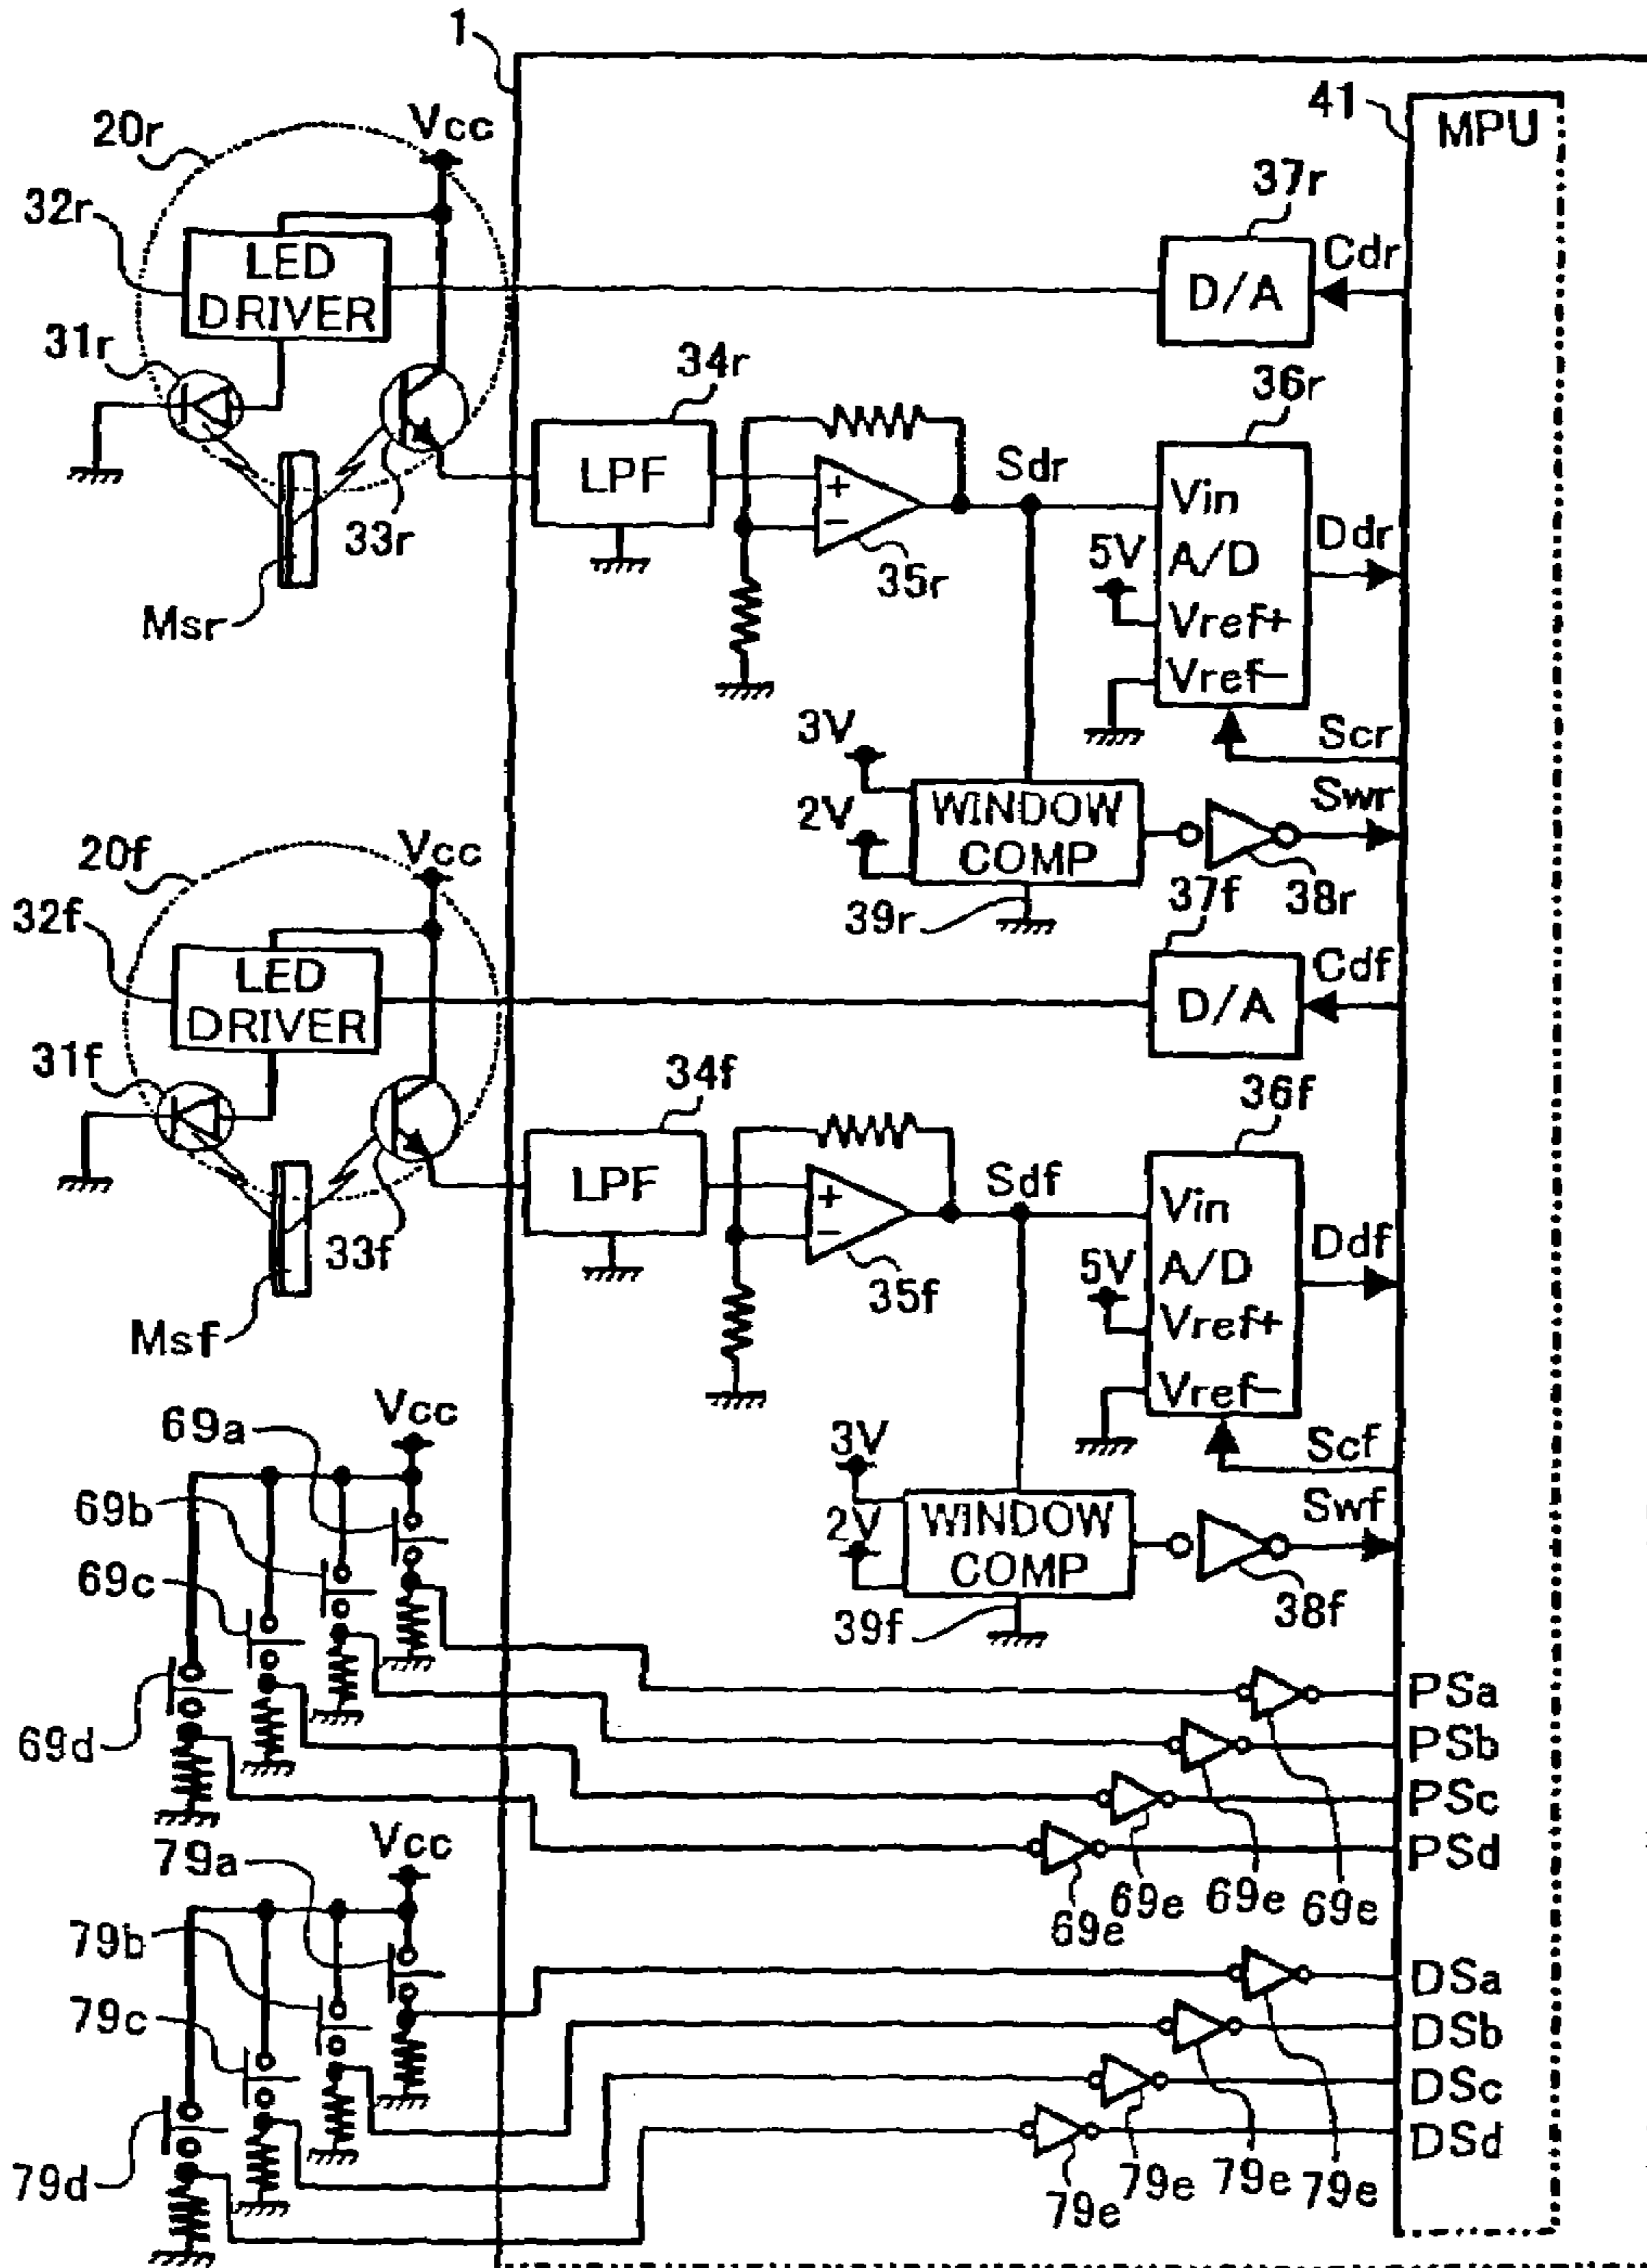 1
41
MPU
20r
Vcc
37r
32r
LED
DRIVER
Cdr
D/A
31r
34r
36r
LPF
+
−
Sdr
Vin
Ddr
33r
35r
5V
A/D
Msr
Vref+
Vref−
3V
Scr
2V
WINDOW
COMP
Swr
20f
Vcc
39r
37f
38r
32f
LED
DRIVER
Cdf
D/A
31f
34f
36f
LPF
+
−
Sdf
Vin
Ddf
33f
35f
5V
A/D
Msf
Vref+
Vref−
69a
Vcc
3V
Scf
69b
2V
WINDOW
COMP
Swf
69c
39f
38f
69d
PSa
PSb
PSc
PSd
79a
Vcc
69e
69e
69e
69e
79b
DSa
79c
DSb
DSc
79d
DSd
79e
79e
79e
79e